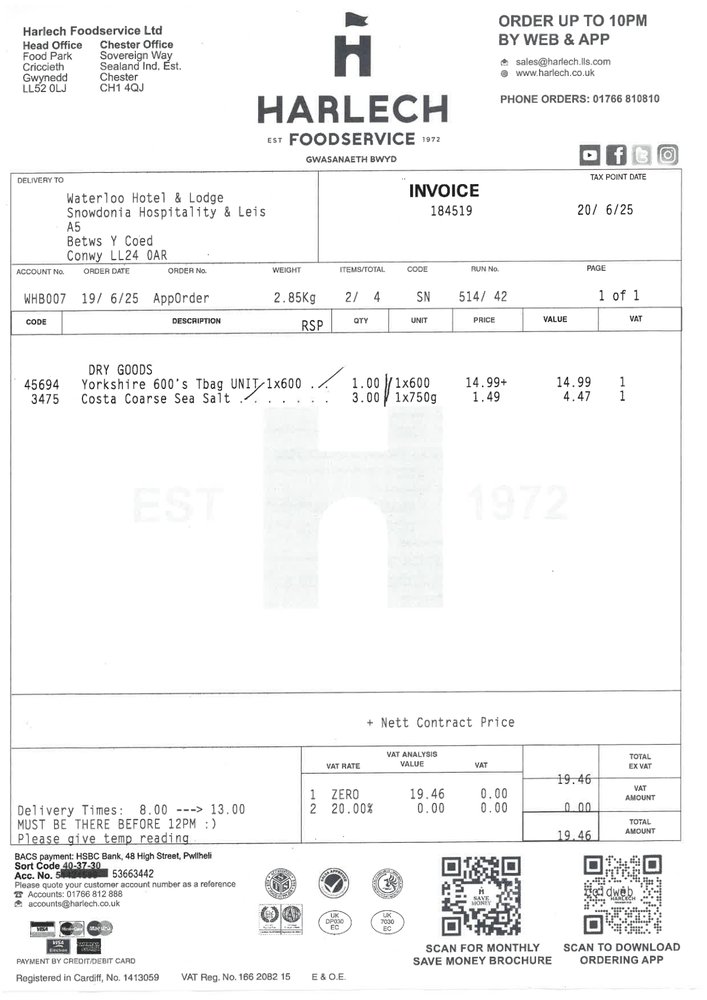 Harlech Foodservice Ltd
Head Office Chester Office
Food Park Sovereign Way
Criccieth Sealand Ind. Est.
Gwynedd Chester
LL52 0LJ CH1 4QJ
HARLECH
EST FOODSERVICE 1972
GWASANAETH BWYD
ORDER UP TO 10PM
BY WEB & APP
sales@harlech.lls.com
www.harlech.co.uk
PHONE ORDERS: 01766 810810
DELIVERY TO
Waterloo Hotel & Lodge
Snowdonia Hospitality & Leis
A5
Betws Y Coed
Conwy LL24 0AR
INVOICE
184519
TAX POINT DATE
20/ 6/25
ACCOUNT No. ORDER DATE ORDER No. WEIGHT ITEMS/TOTAL CODE RUN No. PAGE
WHB007 19/ 6/25 AppOrder 2.85Kg 2/ 4 SN 514/ 42 1 of 1
CODE DESCRIPTION RSP QTY UNIT PRICE VALUE VAT
DRY GOODS
45694 Yorkshire 600's Tbag UNIT 1x600 . . 1.00 1x600 14.99+ 14.99 1
3475 Costa Coarse Sea Salt . . . . . . . 3.00 1x750g 1.49 4.47 1
EST 1972
+ Nett Contract Price
VAT ANALYSIS
VAT RATE VALUE VAT
1 ZERO 19.46 0.00
2 20.00% 0.00 0.00
19.46 TOTAL EX VAT
0.00 VAT AMOUNT
19.46 TOTAL AMOUNT
Delivery Times: 8.00 ---> 13.00
MUST BE THERE BEFORE 12PM :)
Please give temp reading
BACS payment: HSBC Bank, 48 High Street, Pwllheli
Sort Code 40-37-30
Acc. No. 53663442
Please quote your customer account number as a reference
Accounts: 01766 812 888
accounts@harlech.co.uk
VISA
VISA
Electron
PAYMENT BY CREDIT/DEBIT CARD
UK
DP030
EC
UK
7030
EC
SAVE
MONEY
SCAN FOR MONTHLY
SAVE MONEY BROCHURE
HARLECH
SCAN TO DOWNLOAD
ORDERING APP
Registered in Cardiff, No. 1413059 VAT Reg. No. 166 2082 15 E & O.E.